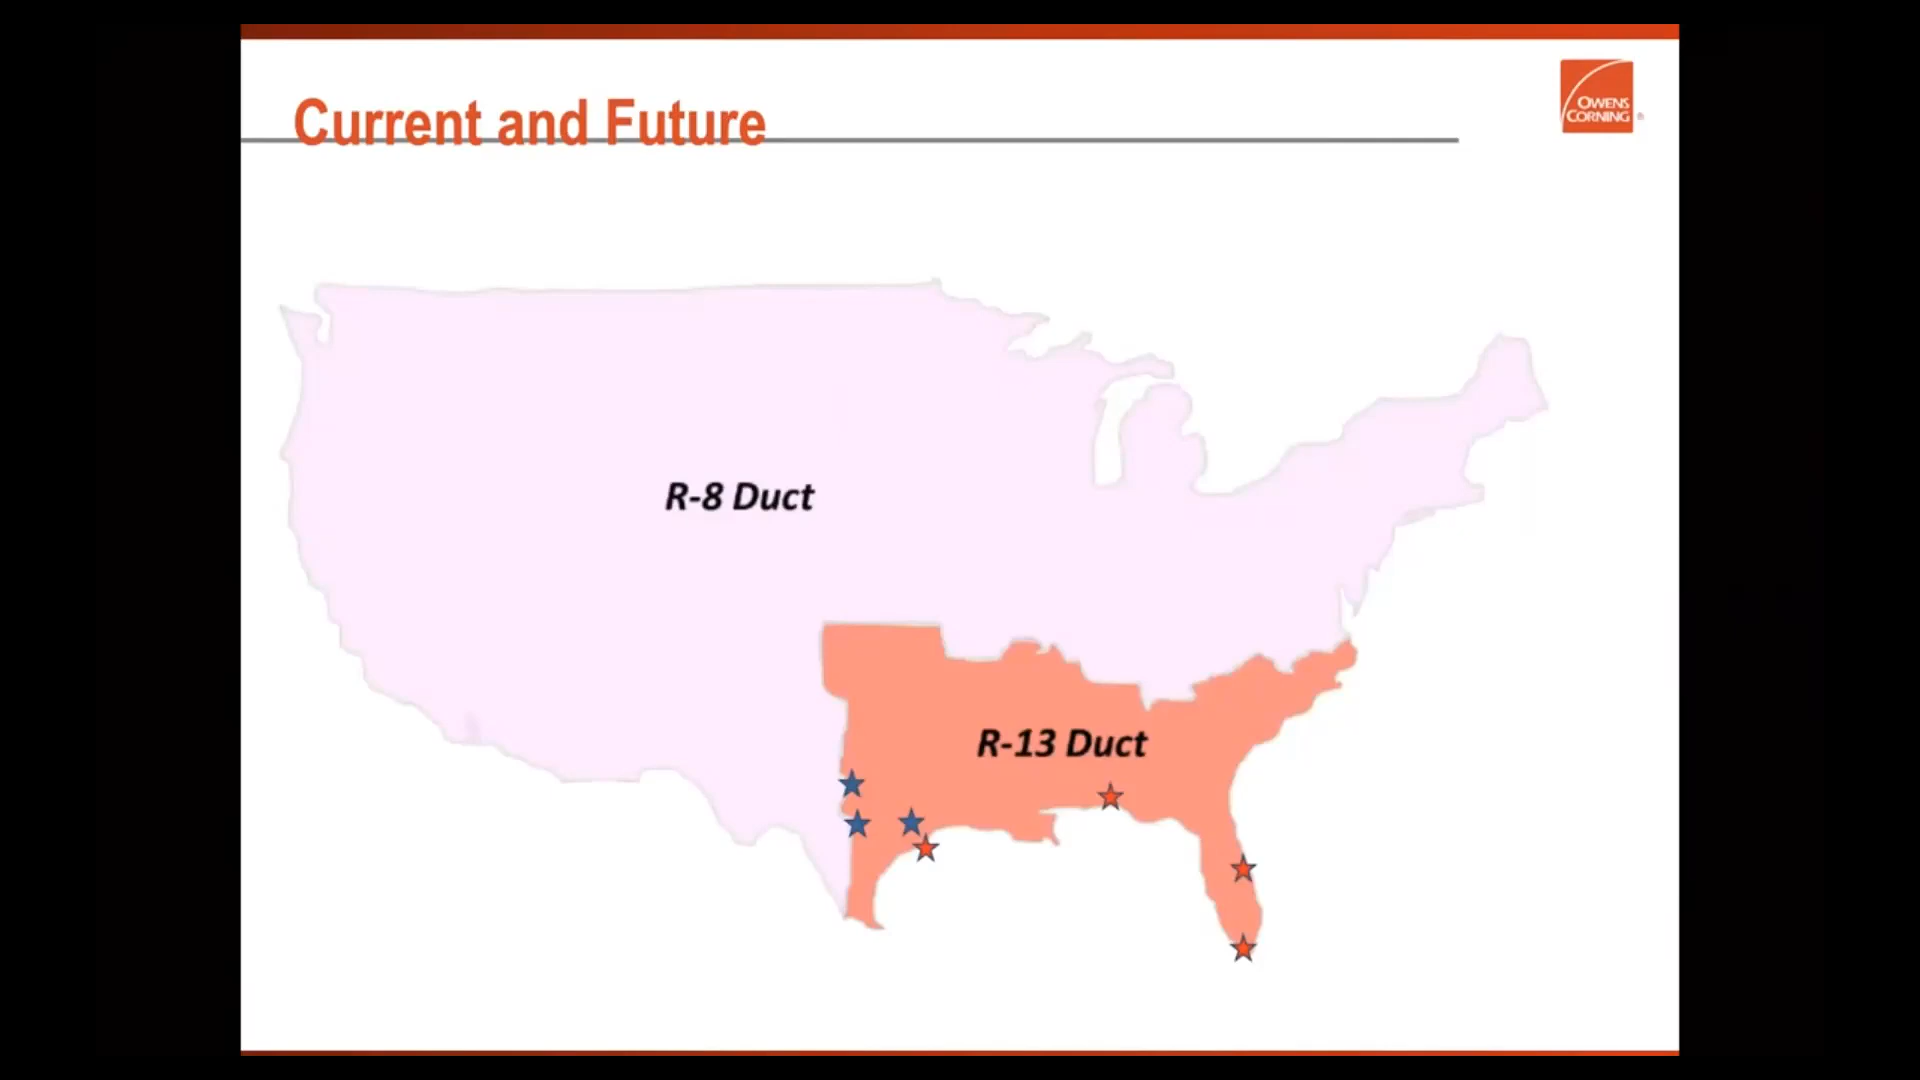 Current and Future
OWENS
CORNING
®
R-8 Duct
R-13 Duct